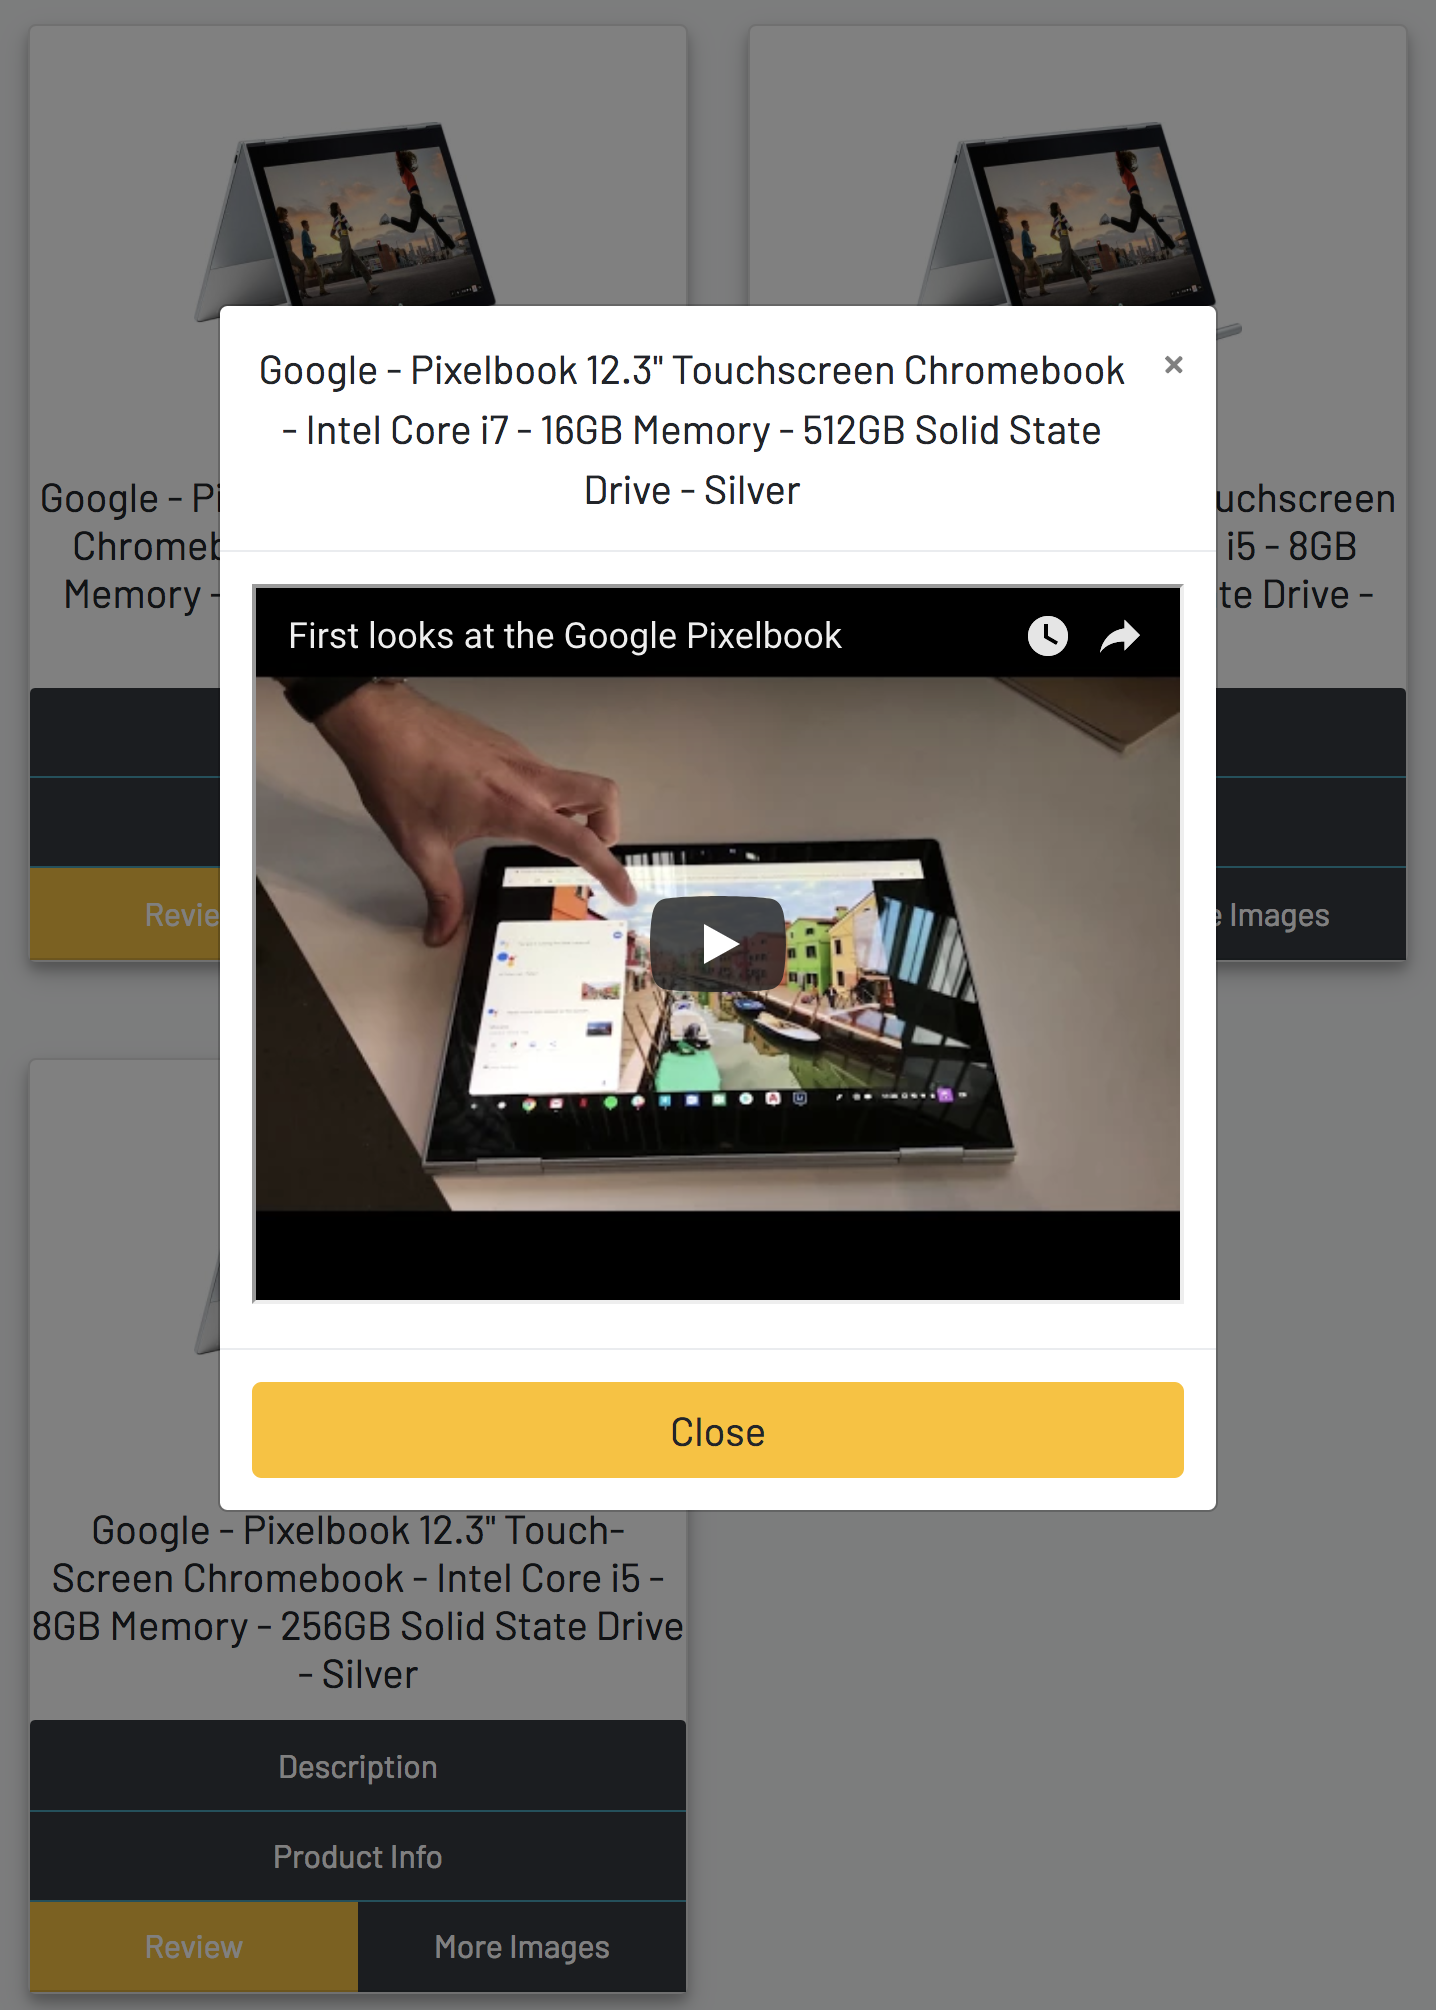 Google - Pixelbook 12.3" Touchscreen Chromebook
- Intel Core i7 - 16GB Memory - 512GB Solid State
Drive - Silver
×
First looks at the Google Pixelbook
Close
Google - Pi
Chromeb
Memory -
Revie
uchscreen
i5 - 8GB
te Drive -
e Images
Google - Pixelbook 12.3" Touch-
Screen Chromebook - Intel Core i5 -
8GB Memory - 256GB Solid State Drive
- Silver
Description
Product Info
Review
More Images